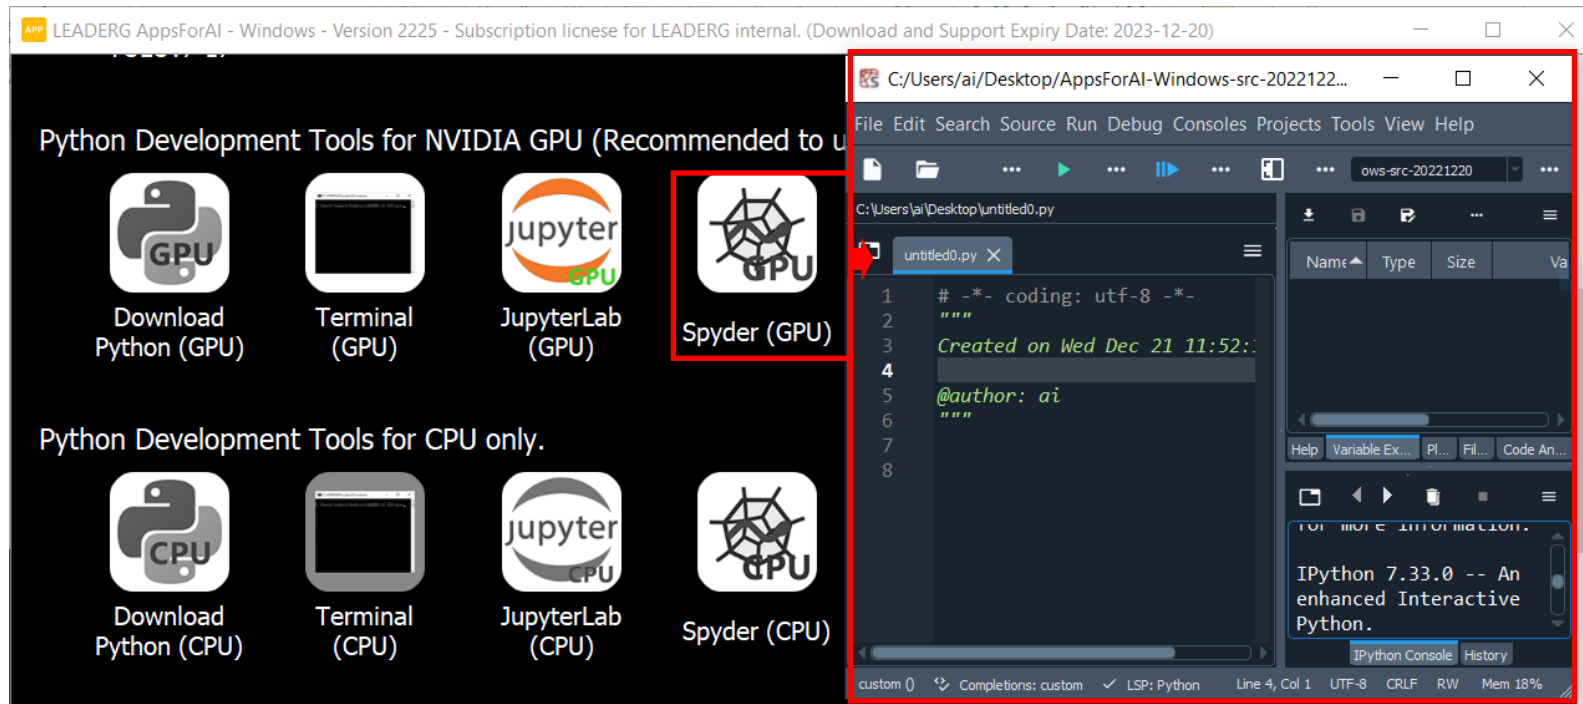 APP LEADERG AppsForAI - Windows - Version 2225 - Subscription licnese for LEADERG internal. (Download and Support Expiry Date: 2023-12-20)
Python Development Tools for NVIDIA GPU (Recommended to u
GPU
jupyter
GPU
GPU
Download
Python (GPU)
Terminal
(GPU)
JupyterLab
(GPU)
Spyder (GPU)
Python Development Tools for CPU only.
CPU
jupyter
CPU
GPU
Download
Python (CPU)
Terminal
(CPU)
JupyterLab
(CPU)
Spyder (CPU)
C:/Users/ai/Desktop/AppsForAI-Windows-src-2022122...
File Edit Search Source Run Debug Consoles Projects Tools View Help
ows-src-20221220
C:\Users\ai\Desktop\untitled0.py
untitled0.py
1 # -*- coding: utf-8 -*-
2 """
3 Created on Wed Dec 21 11:52:
4
5 @author: ai
6 """
7
8
Name Type Size Va
Help Variable Ex... Pl... Fil... Code An...
for more information.
IPython 7.33.0 -- An
enhanced Interactive
Python.
IPython Console History
custom () Completions: custom LSP: Python Line 4, Col 1 UTF-8 CRLF RW Mem 18%